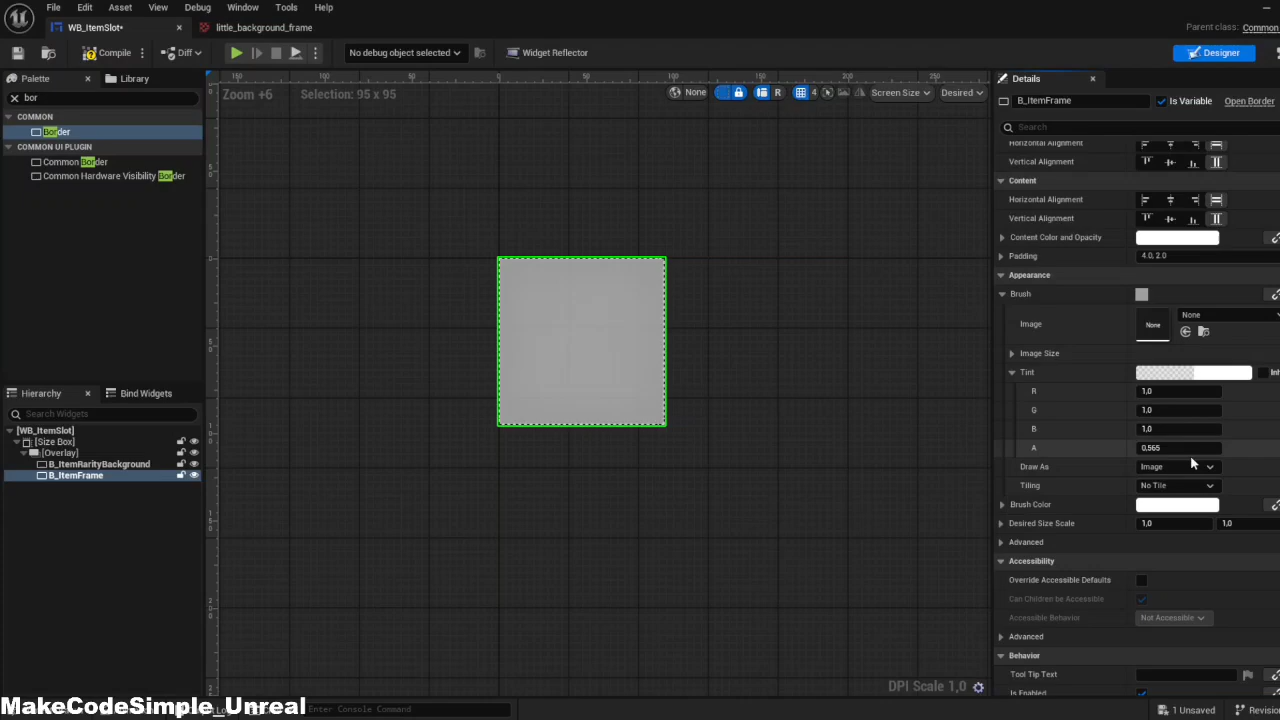 File Edit Asset View Debug Window Tools Help
WB_ItemSlot*
little_background_frame
Parent class: Common
Compile
Diff
No debug object selected
Widget Reflector
Designer
Palette
Library
bor
COMMON
Border
COMMON UI PLUGIN
Common Border
Common Hardware Visibility Border
Hierarchy
Bind Widgets
Search Widgets
[WB_ItemSlot]
[Size Box]
[Overlay]
B_ItemRarityBackground
B_ItemFrame
Zoom +6
Selection: 95 x 95
None
R
4
Screen Size
Desired
DPI Scale 1,0
Details
B_ItemFrame
Is Variable
Open Border
Search
Horizontal Alignment
Vertical Alignment
Content
Horizontal Alignment
Vertical Alignment
Content Color and Opacity
Padding 4.0, 2.0
Appearance
Brush
Image None None
Image Size
Tint Inh
R 1,0
G 1,0
B 1,0
A 0,565
Draw As Image
Tiling No Tile
Brush Color
Desired Size Scale 1,0 1,0
Advanced
Accessibility
Override Accessible Defaults
Can Children be Accessible
Accessible Behavior Not Accessible
Advanced
Behavior
Tool Tip Text
Is Enabled
MakeCodeSimple_Unreal
Enter Console Command
1 Unsaved
Revision